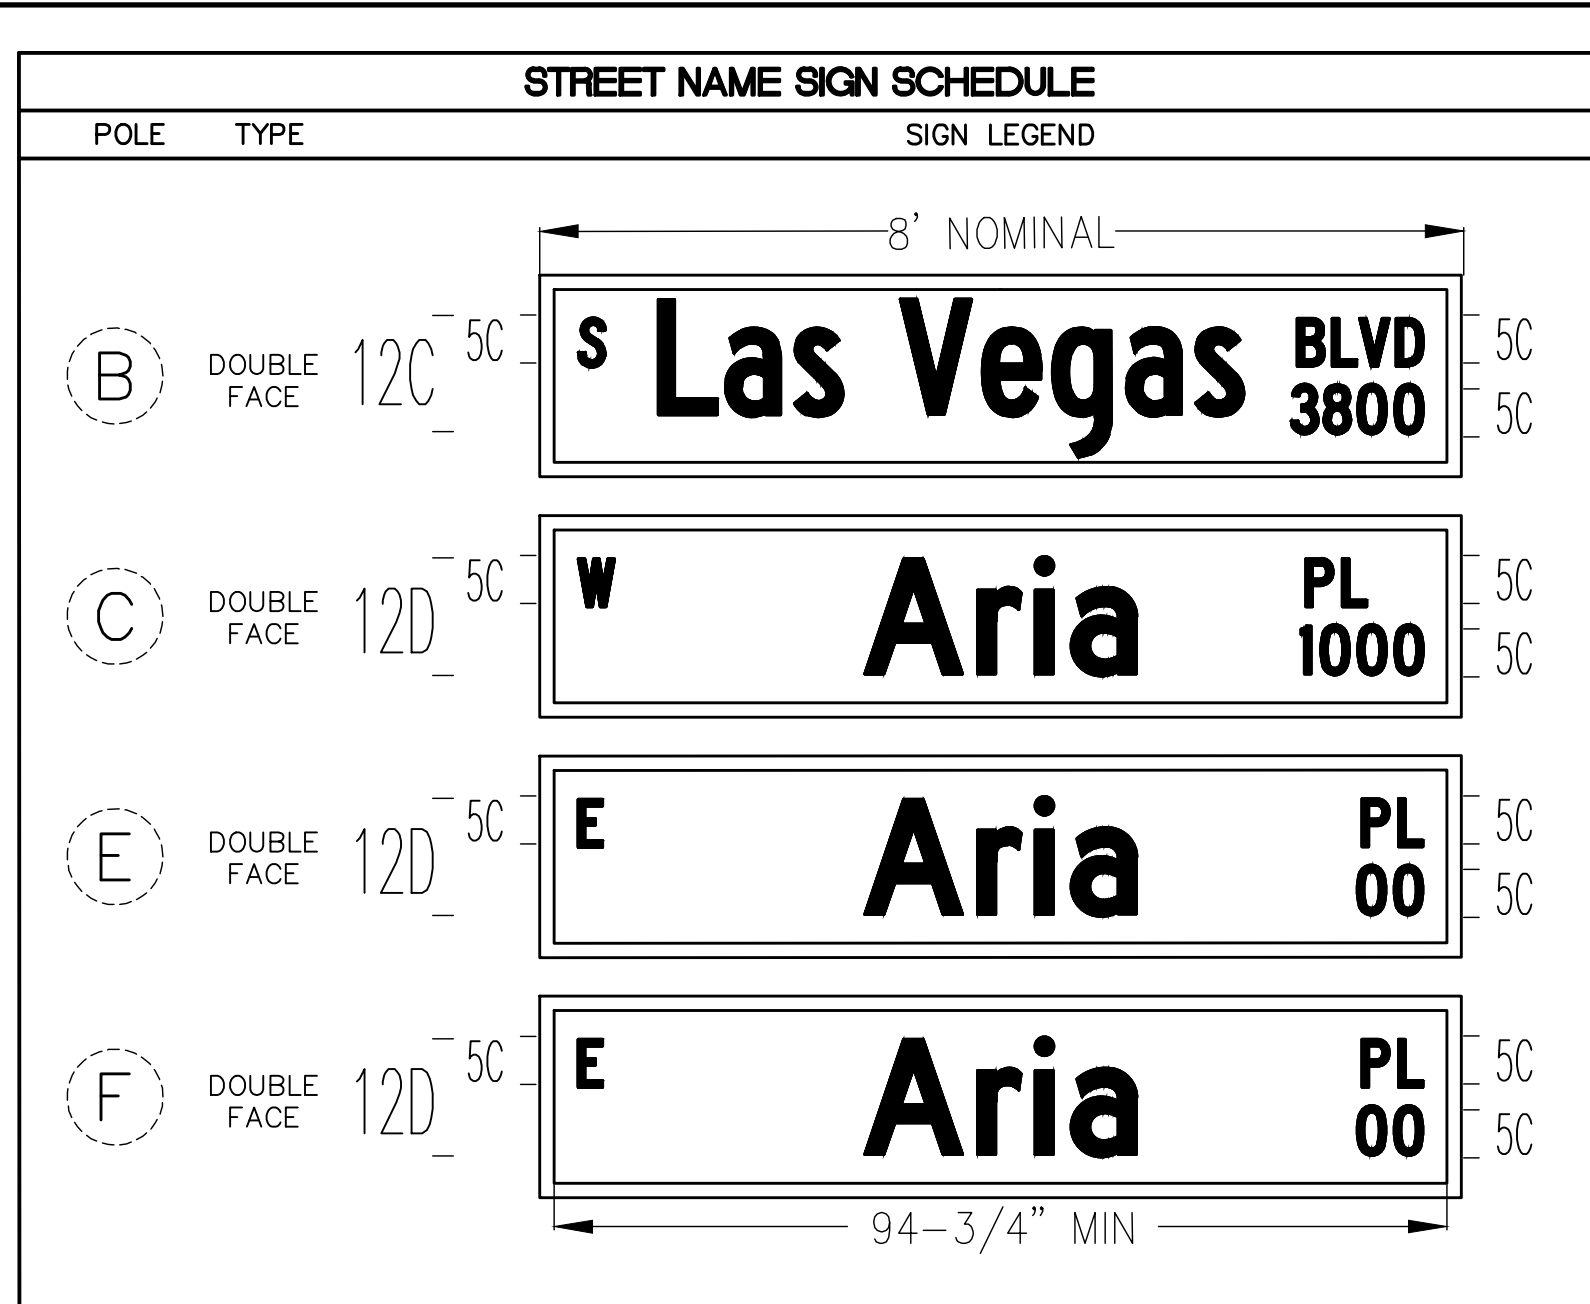 STREET NAME SIGN SCHEDULE
POLE TYPE SIGN LEGEND
8' NOMINAL
B DOUBLE FACE 12C 5C S Las Vegas BLVD 3800 5C 5C
C DOUBLE FACE 12D 5C W Aria PL 1000 5C 5C
E DOUBLE FACE 12D 5C E Aria PL 00 5C 5C
F DOUBLE FACE 12D 5C E Aria PL 00 5C 5C
94-3/4" MIN